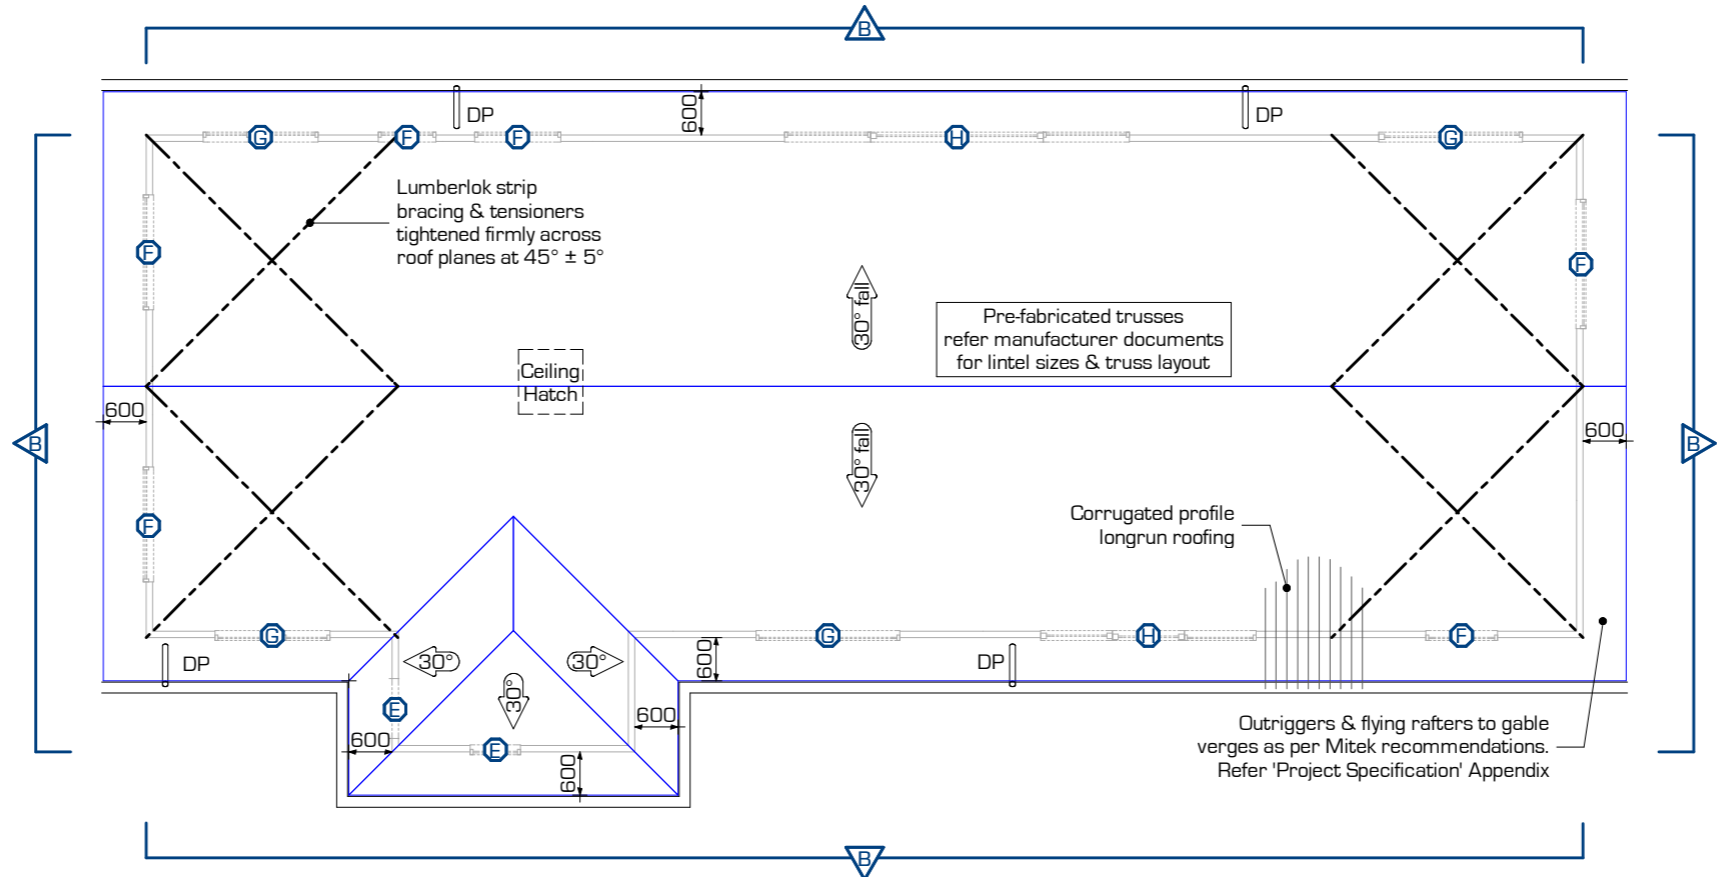 B
DP
600
DP
G
F
F
H
G
Lumberlok strip
bracing & tensioners
tightened firmly across
roof planes at 45° ± 5°
F
F
30° fall
Pre-fabricated trusses
refer manufacturer documents
for lintel sizes & truss layout
Ceiling
Hatch
600
600
B
B
30° fall
Corrugated profile
longrun roofing
F
G
G
H
F
DP
30°
30°
600
DP
30°
E
600
600
E
600
Outriggers & flying rafters to gable
verges as per Mitek recommendations.
Refer 'Project Specification' Appendix
B